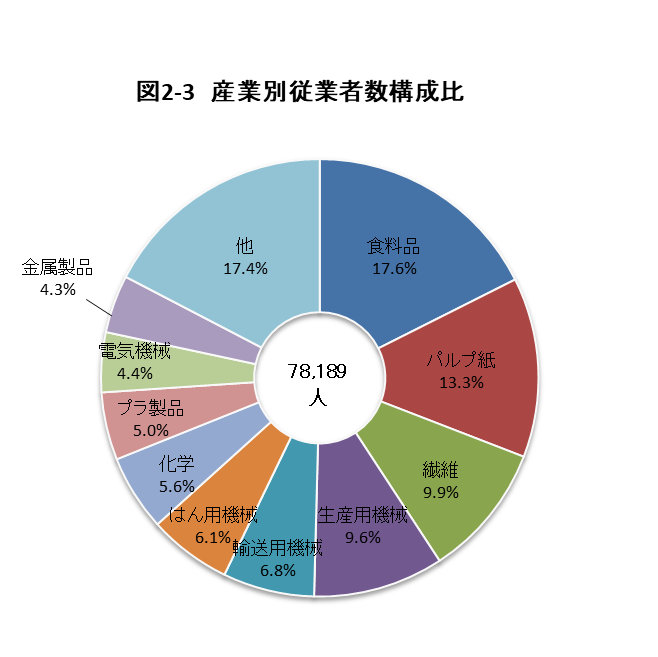 図2-3 産業別従業者数構成比
食料品
17.6%
パルプ紙
13.3%
繊維
9.9%
生産用機械
9.6%
輸送用機械
6.8%
はん用機械
6.1%
化学
5.6%
プラ製品
5.0%
電気機械
4.4%
金属製品
4.3%
他
17.4%
78,189
人